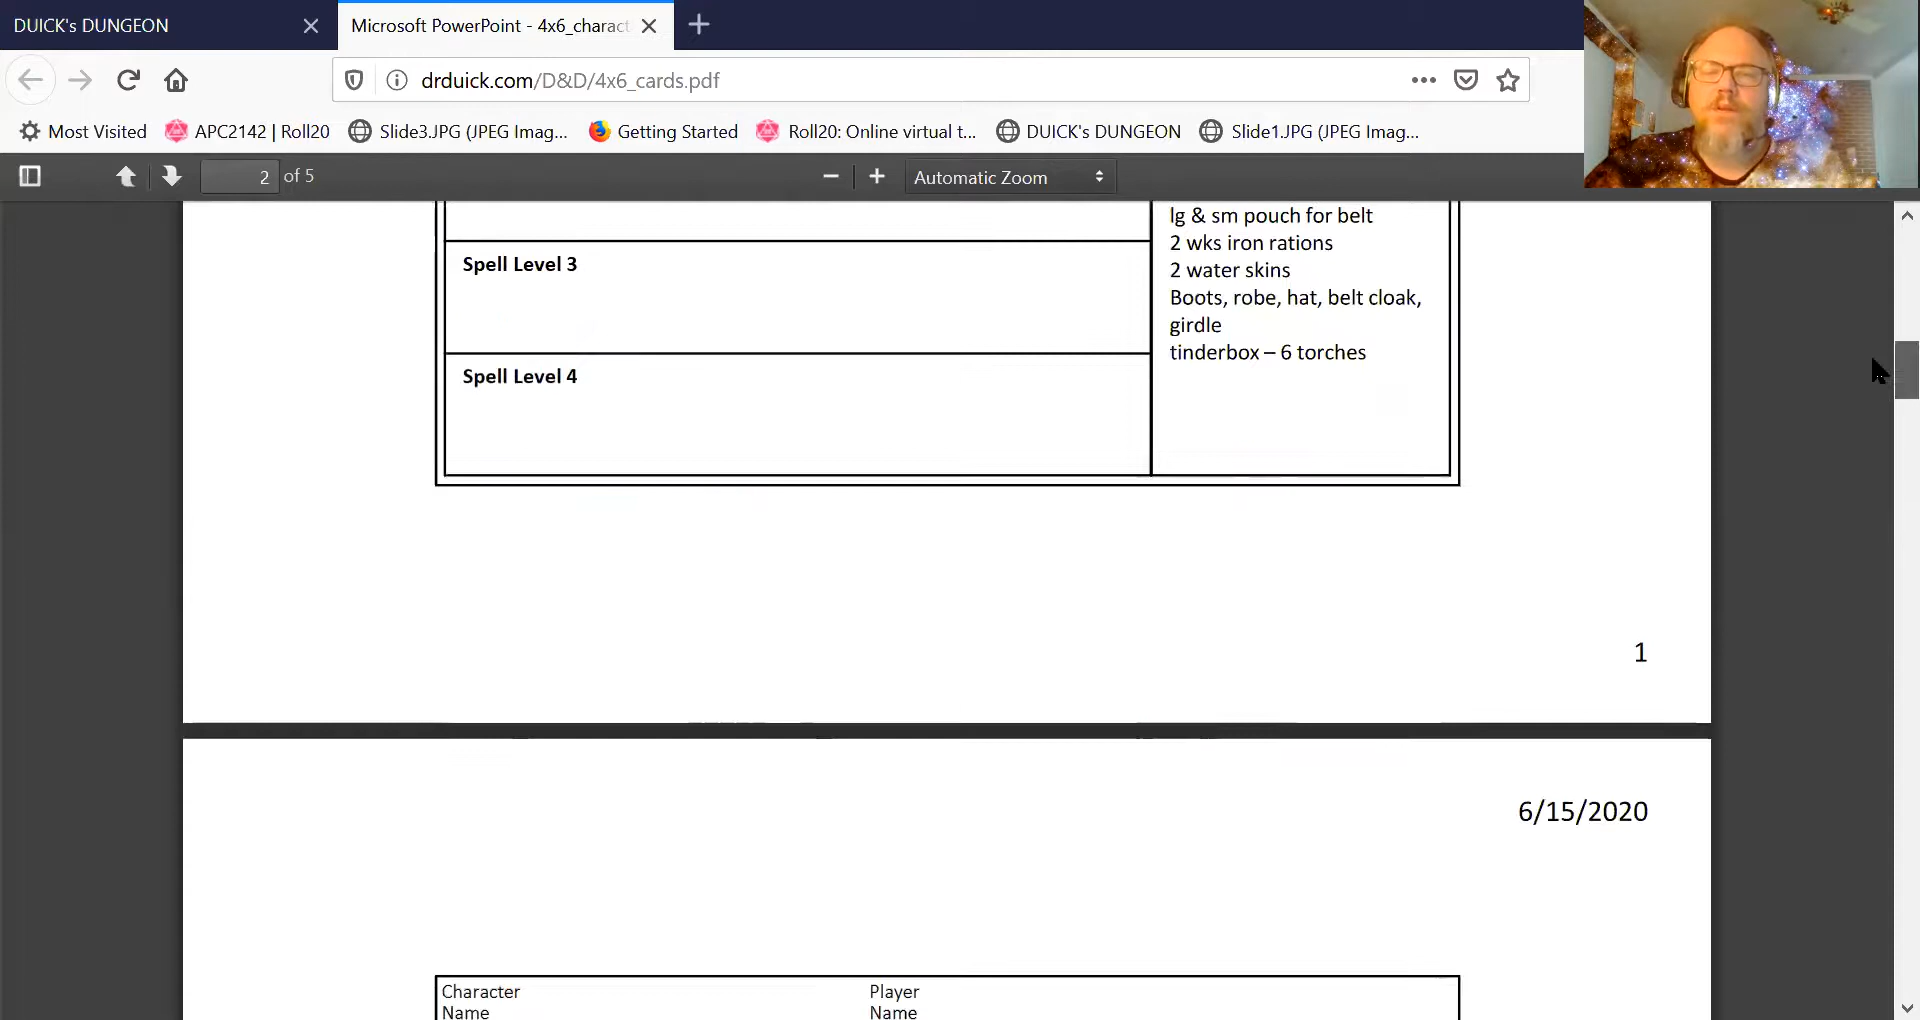 DUICK's DUNGEON
Microsoft PowerPoint - 4x6_charact
drduick.com/D&D/4x6_cards.pdf
Most Visited
APC2142 | Roll20
Slide3.JPG (JPEG Imag...
Getting Started
Roll20: Online virtual t...
DUICK's DUNGEON
Slide1.JPG (JPEG Imag...
2 of 5
Automatic Zoom
lg & sm pouch for belt
2 wks iron rations
2 water skins
Boots, robe, hat, belt cloak,
girdle
tinderbox – 6 torches
Spell Level 3
Spell Level 4
1
6/15/2020
Character
Name
Player
Name